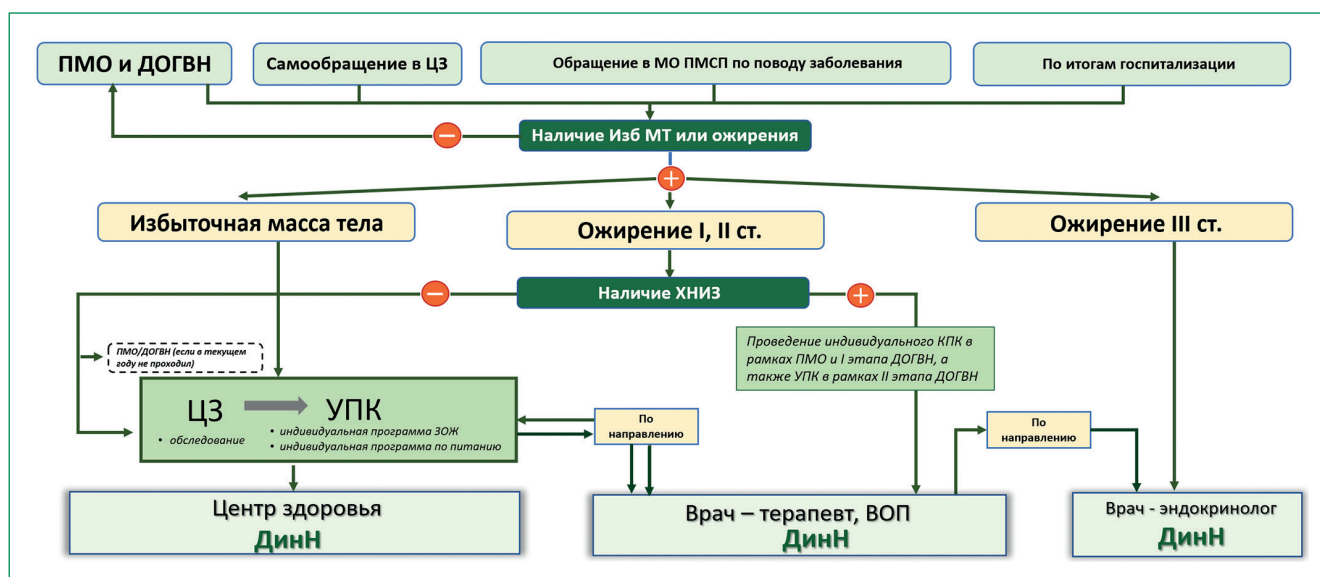 ПМО и ДОГВН
Самообращение в ЦЗ
Обращение в МО ПМСП по поводу заболевания
По итогам госпитализации
−
Наличие Изб МТ или ожирения
+
Избыточная масса тела
Ожирение I, II ст.
Ожирение III ст.
−
Наличие ХНИЗ
+
ПМО/ДОГВН (если в текущем
году не проходил)
Проведение индивидуального КПК в
рамках ПМО и I этапа ДОГВН, а
также УПК в рамках II этапа ДОГВН
ЦЗ
УПК
• обследование
• индивидуальная программа ЗОЖ
• индивидуальная программа по питанию
По
направлению
По
направлению
Центр здоровья
ДинН
Врач – терапевт, ВОП
ДинН
Врач - эндокринолог
ДинН